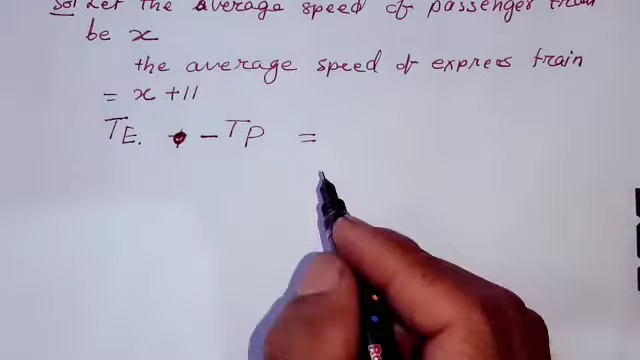 Sol Let the average speed of passenger train
be x
the average speed of express train
= x + 11
TE. - TP =